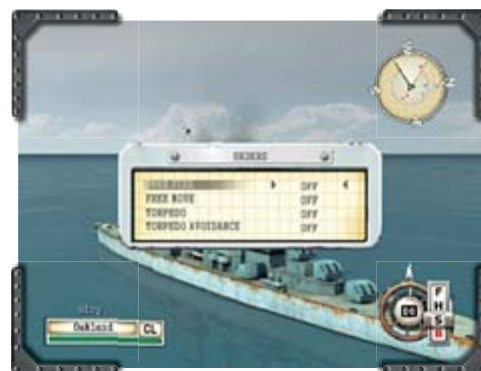 ORDERS
OFF
FREE MOVE OFF
TORPEDO OFF
TORPEDO AVOIDANCE OFF
Oakland CL
F
H
S
R